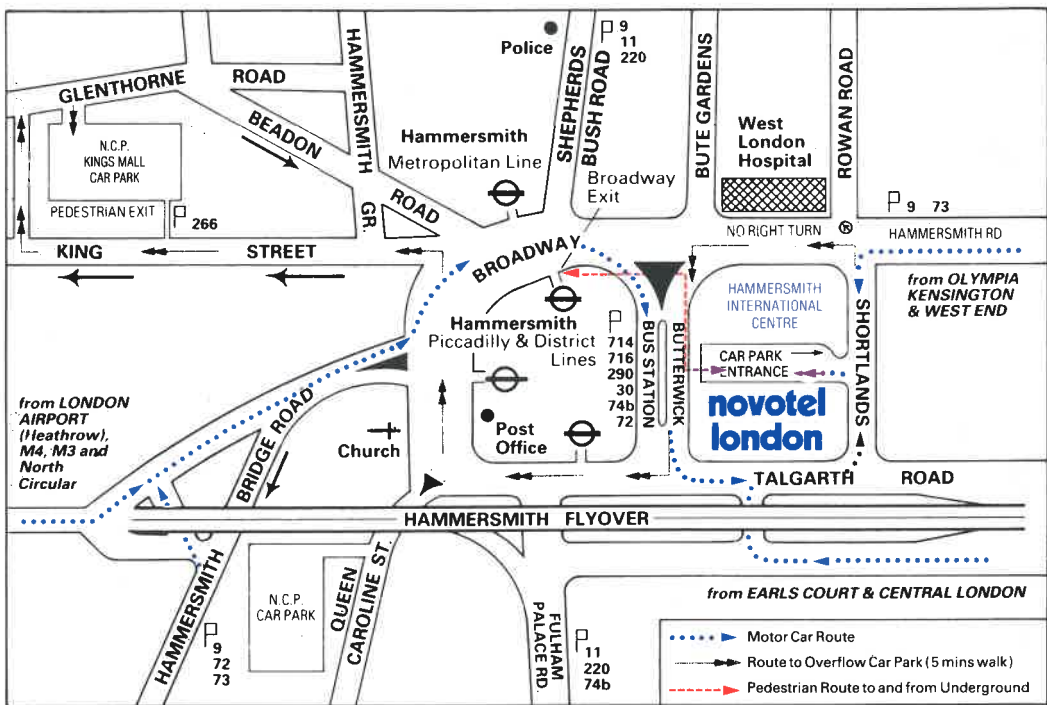 GLENTHORNE ROAD
HAMMERSMITH GR.
BEADON ROAD
N.C.P.
KINGS MALL
CAR PARK
PEDESTRIAN EXIT
266
KING STREET
Police
Hammersmith
Metropolitan Line
SHEPHERDS
BUSH ROAD
9
11
220
Broadway
Exit
BUTE GARDENS
West
London
Hospital
ROWAN ROAD
9 73
NO RIGHT TURN
®
HAMMERSMITH RD
BROADWAY
from OLYMPIA
KENSINGTON
& WEST END
HAMMERSMITH
INTERNATIONAL
CENTRE
SHORTLANDS
Hammersmith
Piccadilly & District
Lines
714
716
290
30
74b
72
BUS STATION
BUTTERWICK
CAR PARK
ENTRANCE
novotel
london
from LONDON
AIRPORT
(Heathrow),
M4, M3 and
North
Circular
BRIDGE ROAD
Church
Post
Office
TALGARTH ROAD
HAMMERSMITH FLYOVER
HAMMERSMITH
N.C.P.
CAR PARK
QUEEN
CAROLINE ST.
9
72
73
FULHAM
PALACE RD.
11
220
74b
from EARLS COURT & CENTRAL LONDON
Motor Car Route
Route to Overflow Car Park (5 mins walk)
Pedestrian Route to and from Underground